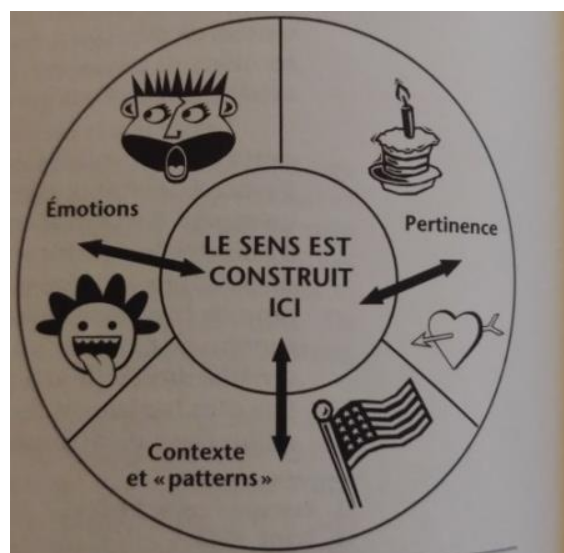 Émotions
Pertinence
LE SENS EST
CONSTRUIT
ICI
Contexte
et « patterns »